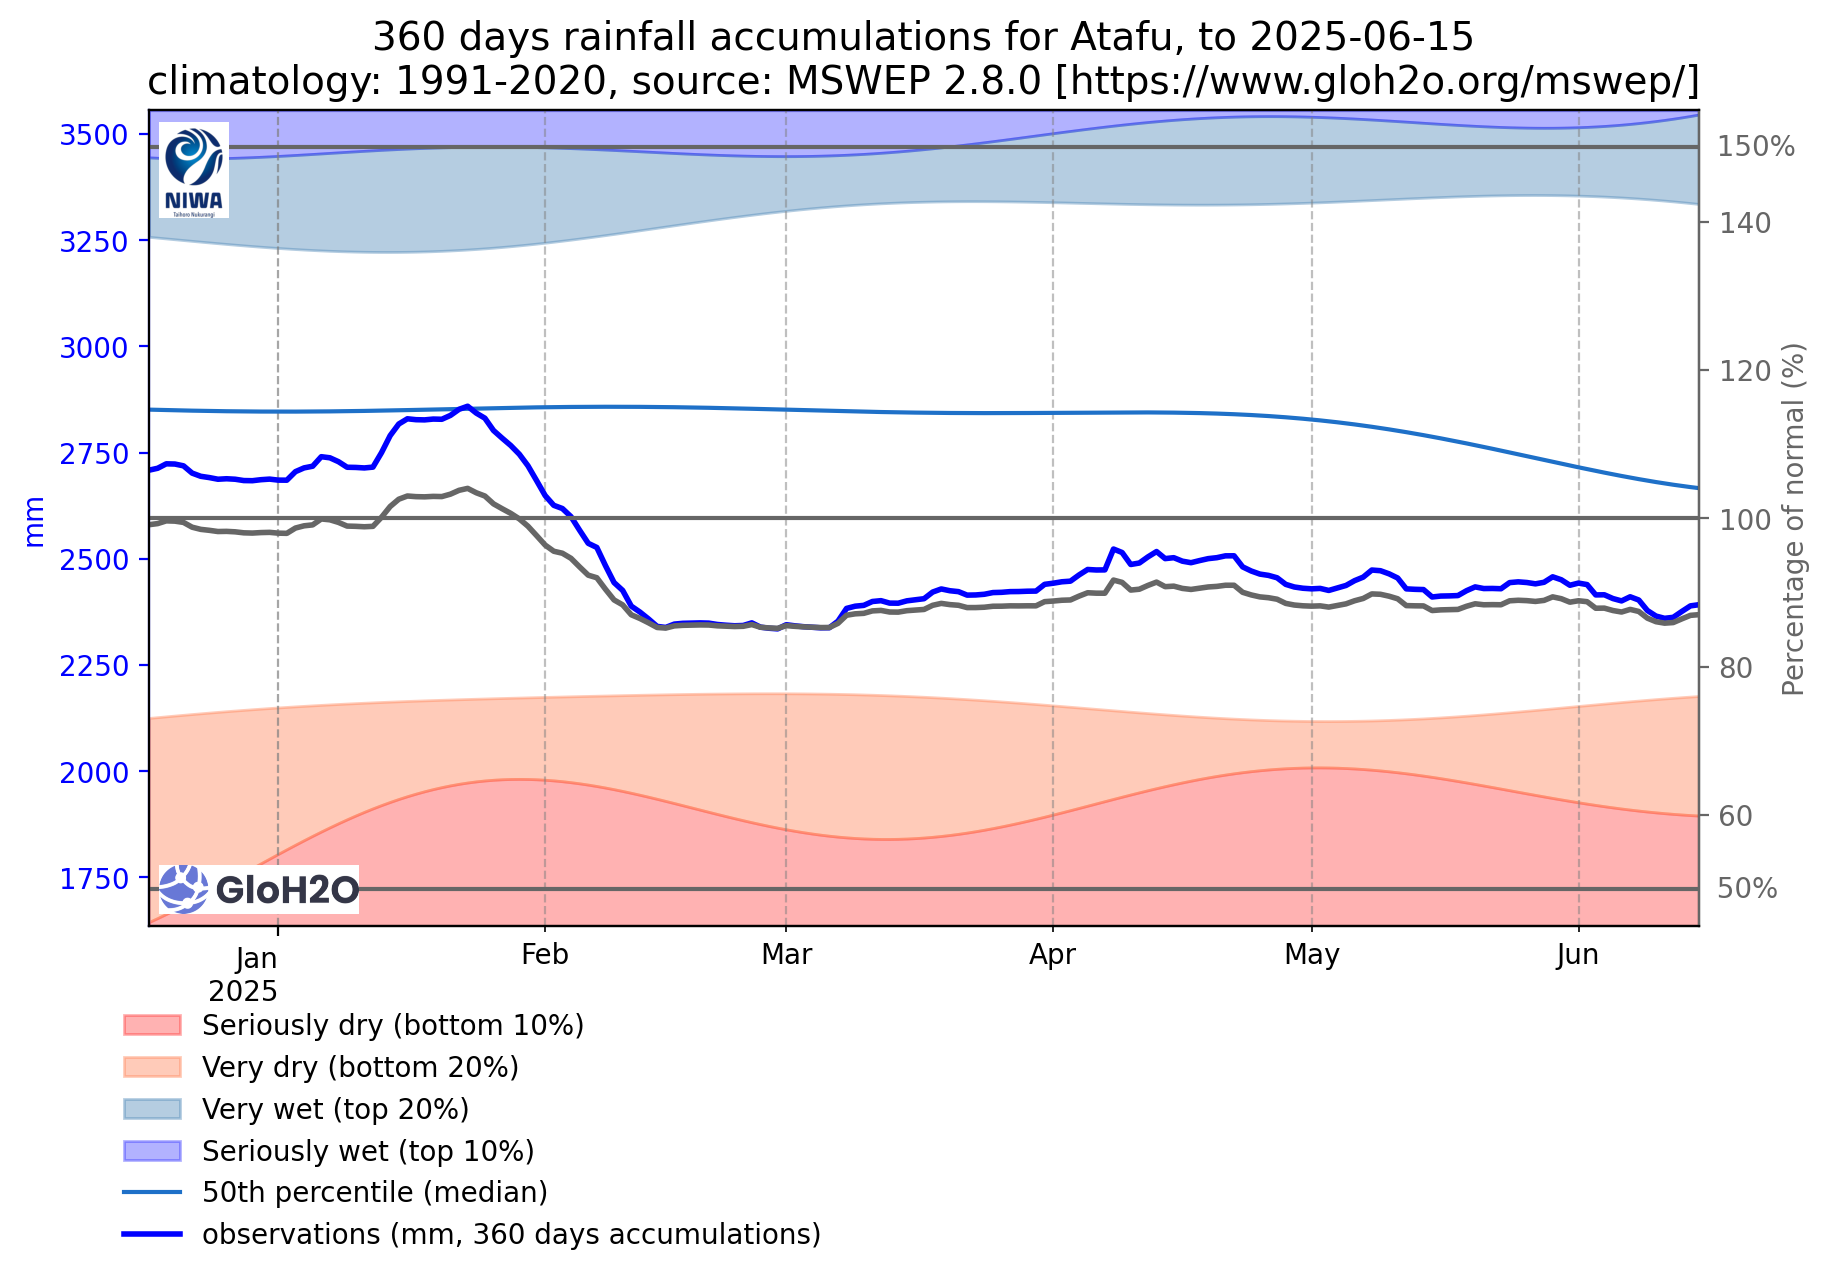 360 days rainfall accumulations for Atafu, to 2025-06-15
climatology: 1991-2020, source: MSWEP 2.8.0 [https://www.gloh2o.org/mswep/]
3500
3250
3000
2750
2500
2250
2000
1750
mm
NIWA
Taihoro Nukurangi
GloH2O
150%
140
120
100
80
60
50%
Percentage of normal (%)
Jan
2025
Feb
Mar
Apr
May
Jun
Seriously dry (bottom 10%)
Very dry (bottom 20%)
Very wet (top 20%)
Seriously wet (top 10%)
50th percentile (median)
observations (mm, 360 days accumulations)